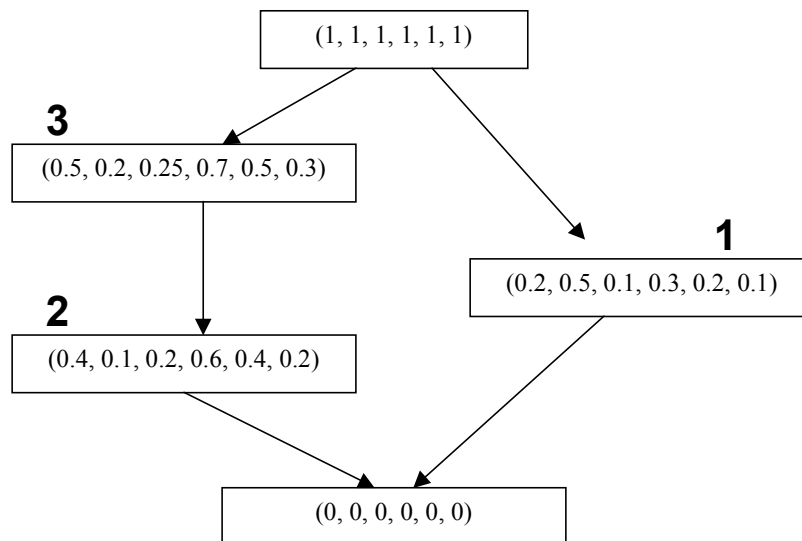 (1, 1, 1, 1, 1, 1)
3
(0.5, 0.2, 0.25, 0.7, 0.5, 0.3)
1
(0.2, 0.5, 0.1, 0.3, 0.2, 0.1)
2
(0.4, 0.1, 0.2, 0.6, 0.4, 0.2)
(0, 0, 0, 0, 0, 0)